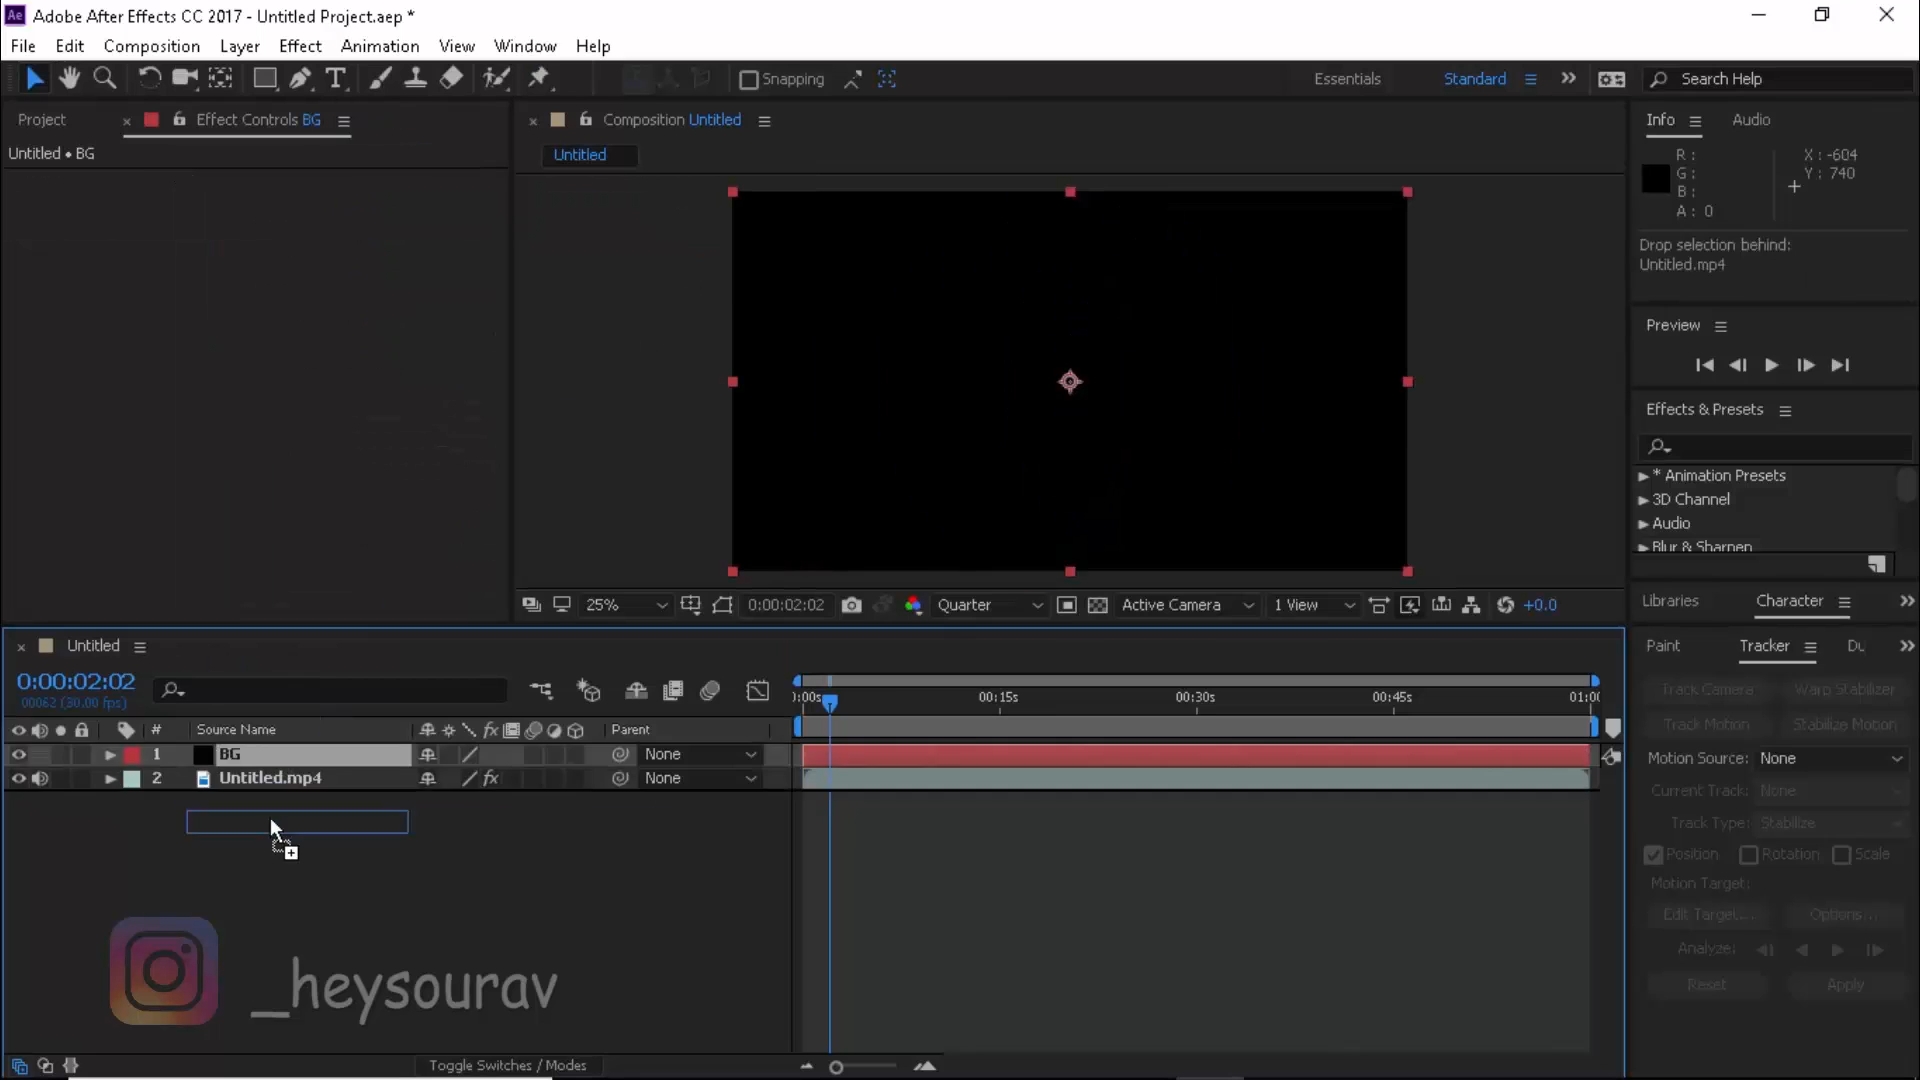 Ae Adobe After Effects CC 2017 - Untitled Project.aep *
File Edit Composition Layer Effect Animation View Window Help
T Snapping Essentials Standard Search Help
Project Effect Controls BG
Untitled • BG
Composition Untitled
Untitled
Info Audio
R :
G :
B :
A : 0
X : -604
Y : 740
Drop selection behind:
Untitled.mp4
Preview
Effects & Presets
* Animation Presets
3D Channel
Audio
Blur & Sharpen
25% 0:00:02:02 Quarter Active Camera 1 View +0.0
Libraries Character
Untitled
Paint Tracker Du
0:00:02:02
00062 (30.00 fps)
):00s 00:15s 00:30s 00:45s 01:00
Track Camera Warp Stabilizer
Track Motion Stabilize Motion
# Source Name fx Parent
1 BG None
2 Untitled.mp4 fx None
Motion Source: None
Current Track: None
Track Type: Stabilize
Position Rotation Scale
Motion Target:
Edit Target... Options...
Analyze:
Reset Apply
_heysourav
Toggle Switches / Modes